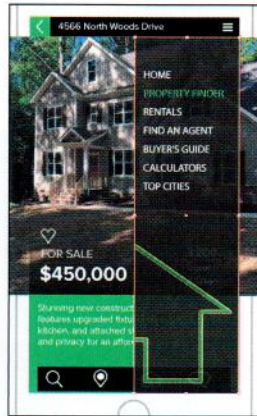 4566 North Woods Drive
HOME
PROPERTY FINDER
RENTALS
FIND AN AGENT
BUYER'S GUIDE
CALCULATORS
TOP CITIES
FOR SALE
$450,000
Stunning new construct
features upgraded fixtu
kitchen, and attached
and privacy for an affor